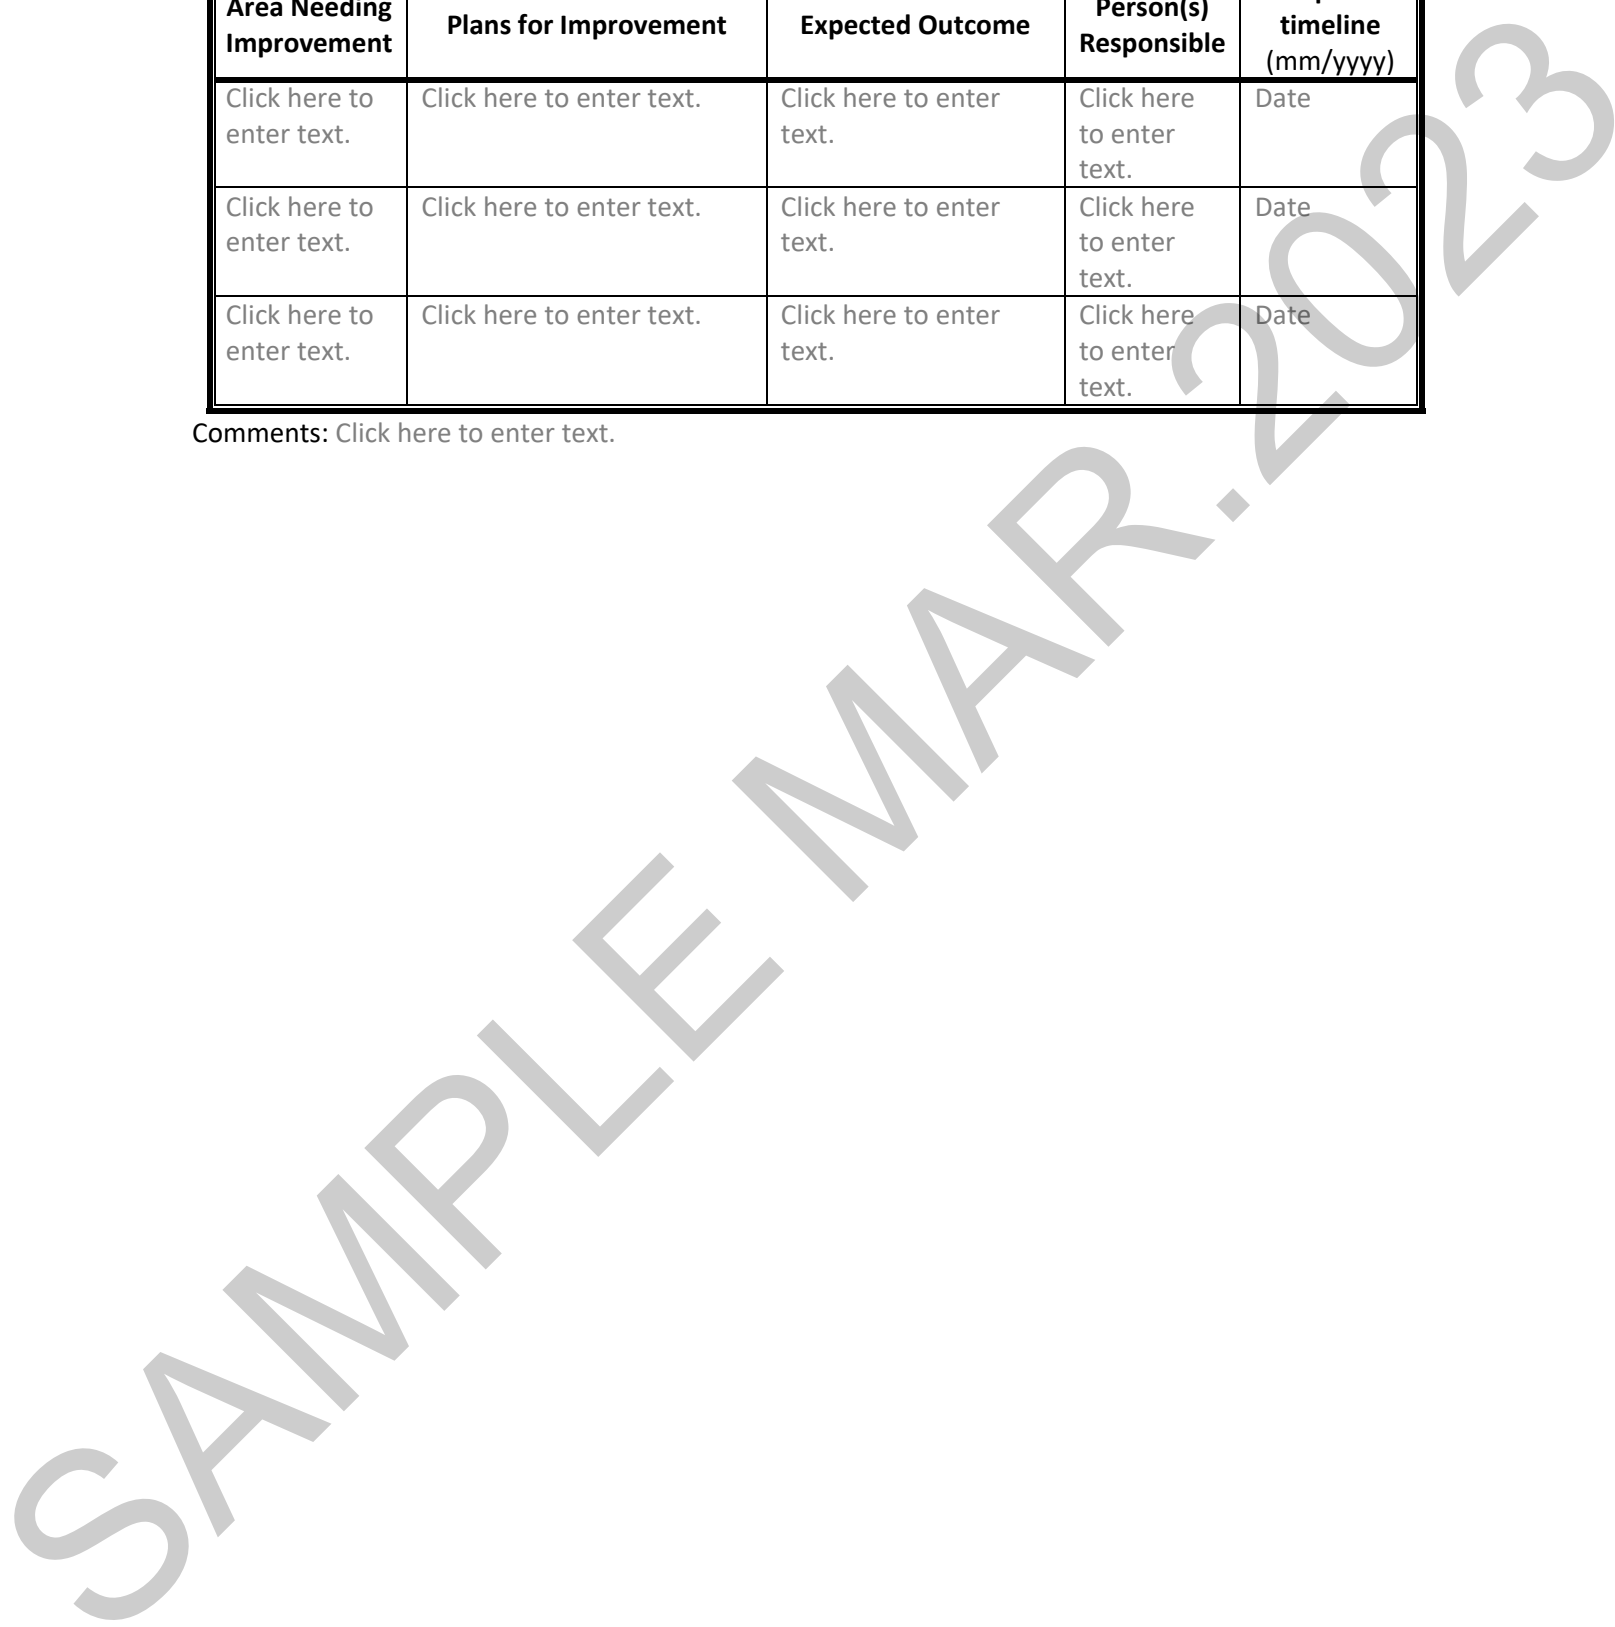 Area Needing Improvement | Plans for Improvement | Expected Outcome | Person(s) Responsible | timeline (mm/yyyy)
Click here to enter text. | Click here to enter text. | Click here to enter text. | Click here to enter text. | Date
Click here to enter text. | Click here to enter text. | Click here to enter text. | Click here to enter text. | Date
Click here to enter text. | Click here to enter text. | Click here to enter text. | Click here to enter text. | Date
Comments: Click here to enter text.
SAMPLE MAR.2023